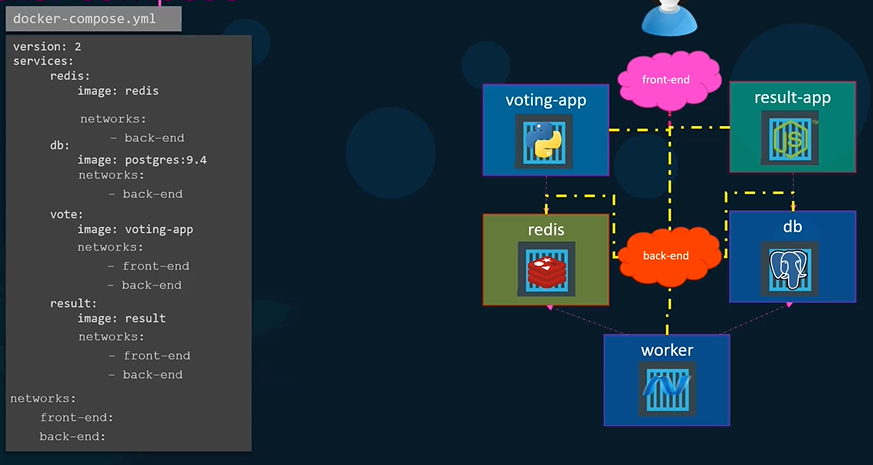 docker-compose.yml
version: 2
services:
redis:
image: redis
networks:
- back-end
db:
image: postgres:9.4
networks:
- back-end
vote:
image: voting-app
networks:
- front-end
- back-end
result:
image: result
networks:
- front-end
- back-end
networks:
front-end:
back-end:
front-end
voting-app
result-app
JS
redis
back-end
db
worker